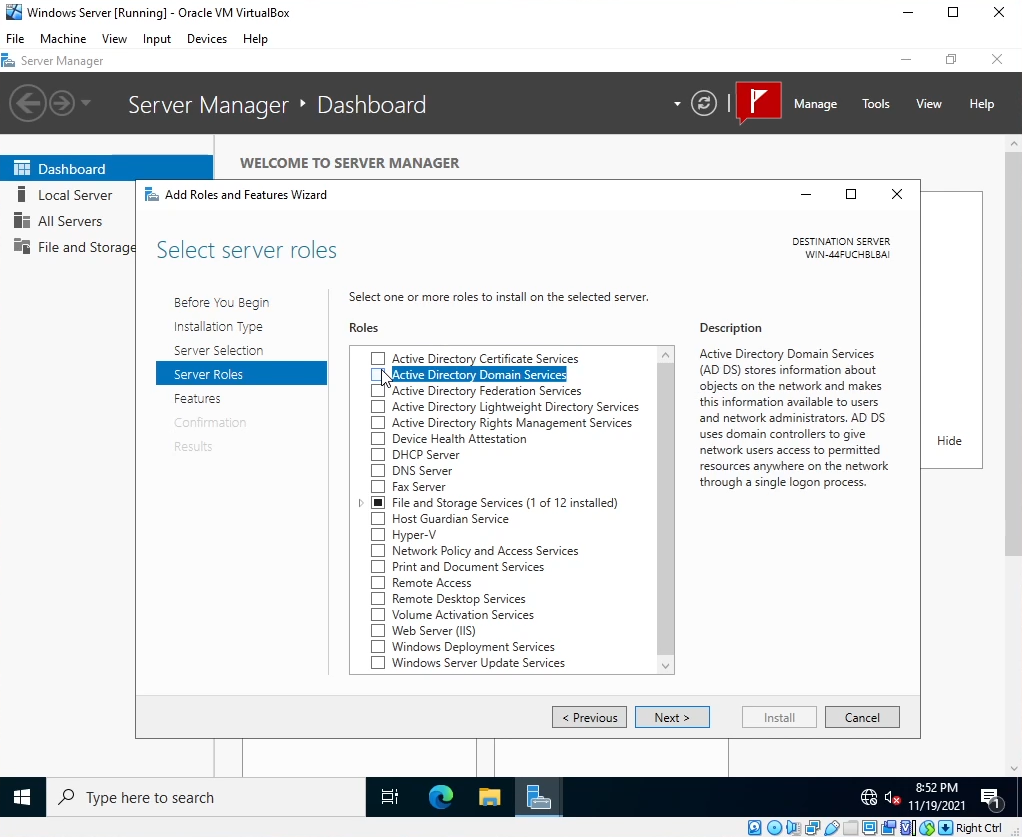 Windows Server [Running] - Oracle VM VirtualBox
File Machine View Input Devices Help
Server Manager
Server Manager ‣ Dashboard
Manage Tools View Help
Dashboard
Local Server
All Servers
File and Storage
WELCOME TO SERVER MANAGER
Add Roles and Features Wizard
Select server roles
DESTINATION SERVER
WIN-44FUCHBLBAI
Before You Begin
Installation Type
Server Selection
Server Roles
Features
Confirmation
Results
Select one or more roles to install on the selected server.
Roles
Active Directory Certificate Services
Active Directory Domain Services
Active Directory Federation Services
Active Directory Lightweight Directory Services
Active Directory Rights Management Services
Device Health Attestation
DHCP Server
DNS Server
Fax Server
File and Storage Services (1 of 12 installed)
Host Guardian Service
Hyper-V
Network Policy and Access Services
Print and Document Services
Remote Access
Remote Desktop Services
Volume Activation Services
Web Server (IIS)
Windows Deployment Services
Windows Server Update Services
Description
Active Directory Domain Services
(AD DS) stores information about
objects on the network and makes
this information available to users
and network administrators. AD DS
uses domain controllers to give
network users access to permitted
resources anywhere on the network
through a single logon process.
Hide
< Previous
Next >
Install
Cancel
Type here to search
8:52 PM
11/19/2021
1
Right Ctrl